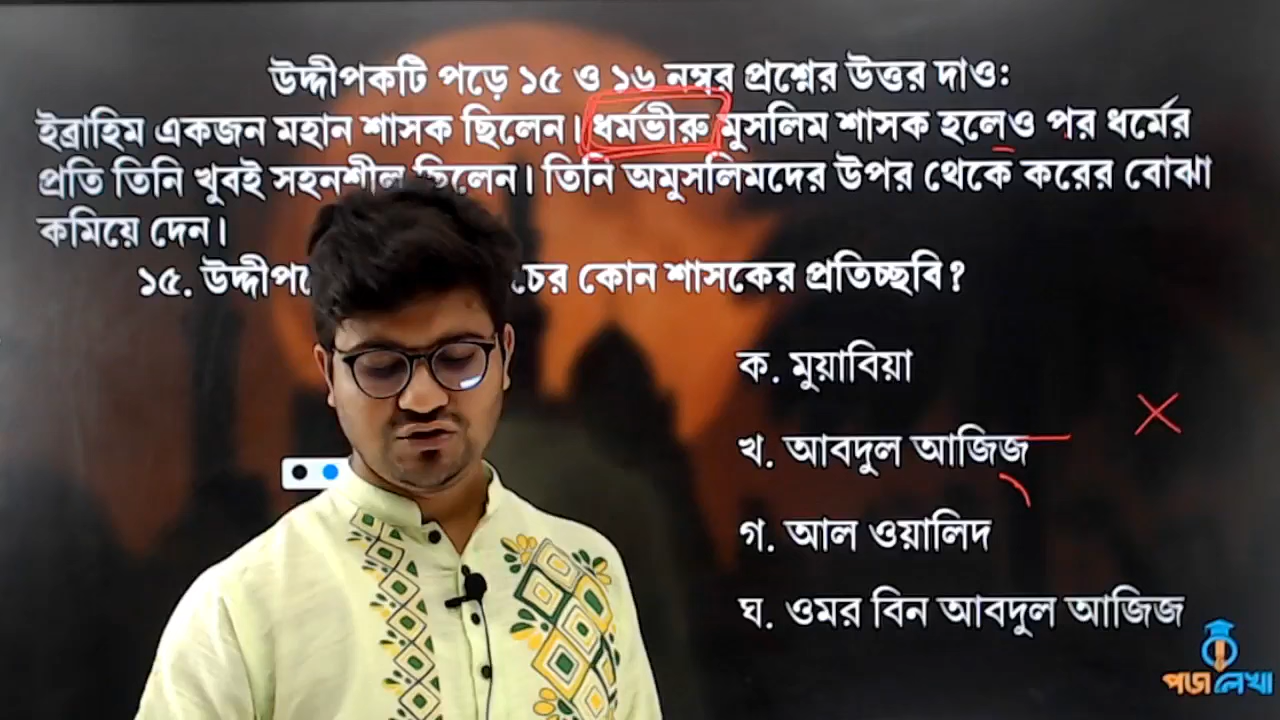 উদ্দীপকটি পড়ে ১৫ ও ১৬ নম্বর প্রশ্নের উত্তর দাও:
ইব্রাহিম একজন মহান শাসক ছিলেন। ধর্মভীরু মুসলিম শাসক হলেও পর ধর্মের
প্রতি তিনি খুবই সহনশীল ছিলেন। তিনি অমুসলিমদের উপর থেকে করের বোঝা
কমিয়ে দেন।
১৫. কোন শাসকের প্রতিচ্ছবি?
ক. মুয়াবিয়া
খ. আবদুল আজিজ
গ. আল ওয়ালিদ
ঘ. ওমর বিন আবদুল আজিজ
পড়ালেখা